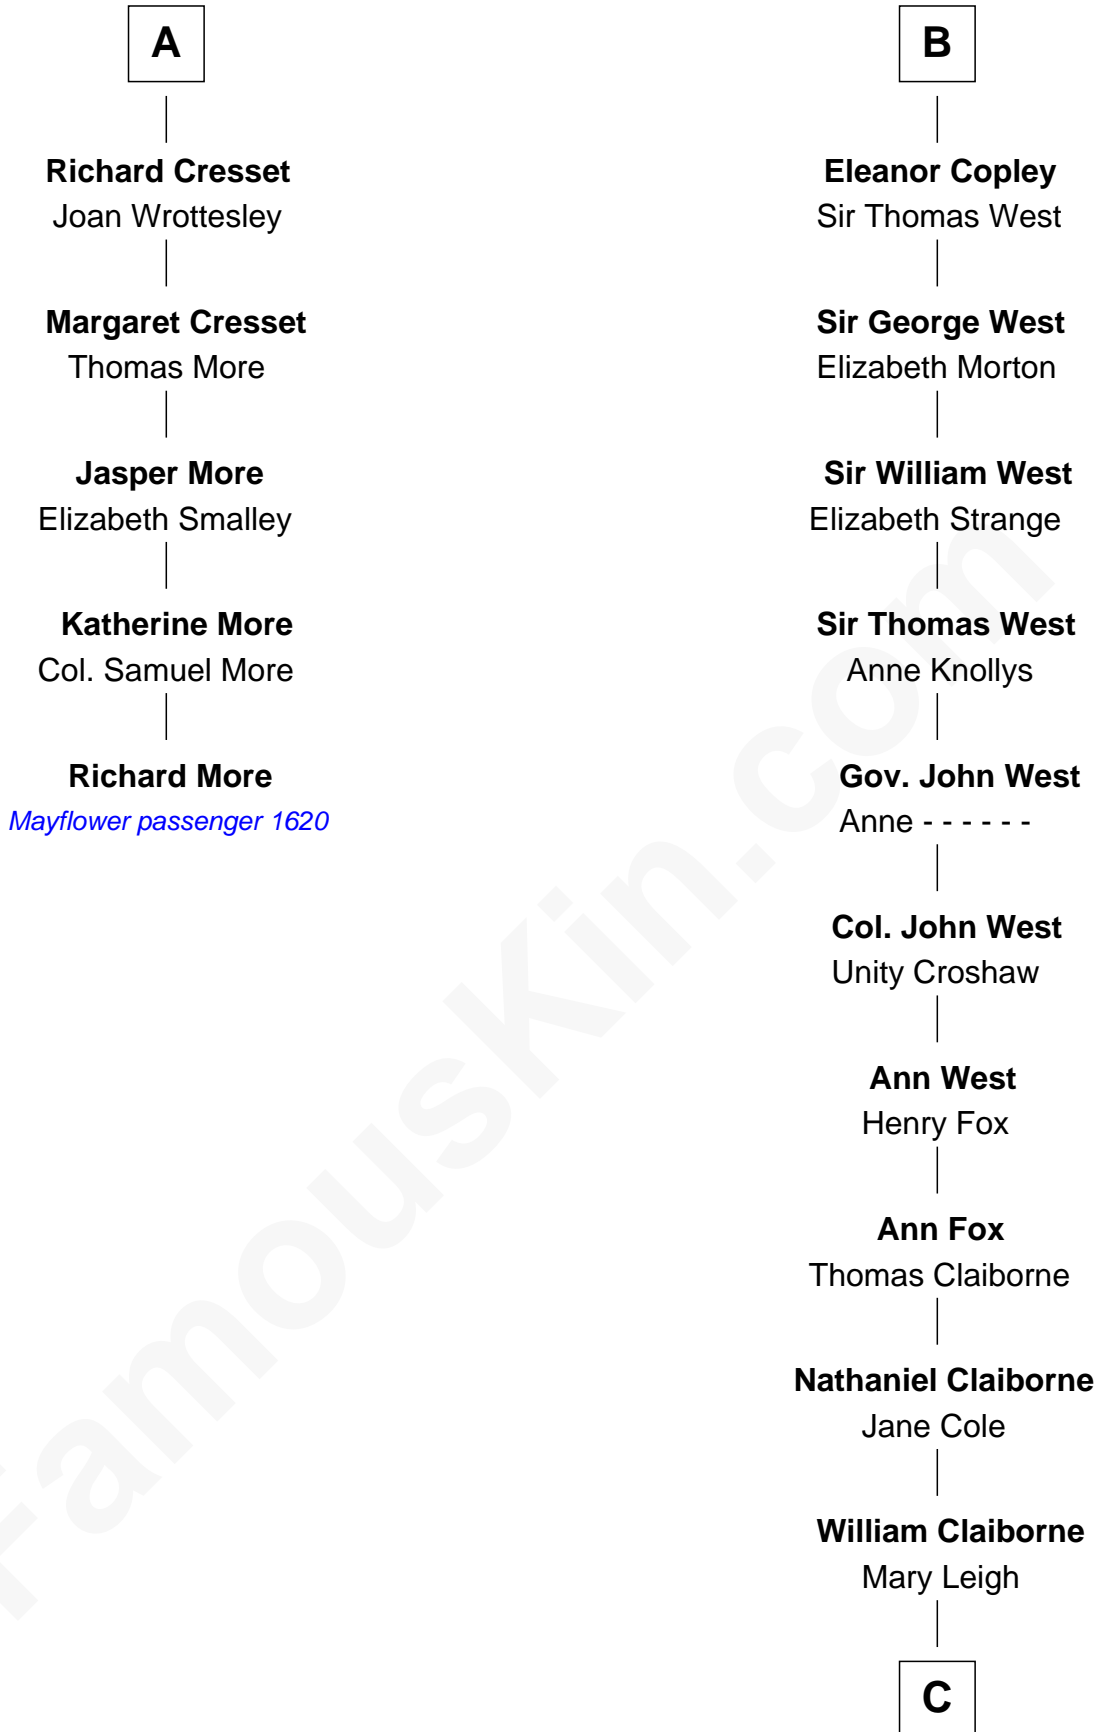 A
Richard Cresset
Joan Wrottesley
Margaret Cresset
Thomas More
Jasper More
Elizabeth Smalley
Katherine More
Col. Samuel More
Richard More
Mayflower passenger 1620
B
Eleanor Copley
Sir Thomas West
Sir George West
Elizabeth Morton
Sir William West
Elizabeth Strange
Sir Thomas West
Anne Knollys
Gov. John West
Anne - - - - - -
Col. John West
Unity Croshaw
Ann West
Henry Fox
Ann Fox
Thomas Claiborne
Nathaniel Claiborne
Jane Cole
William Claiborne
Mary Leigh
C
FamousKin.com